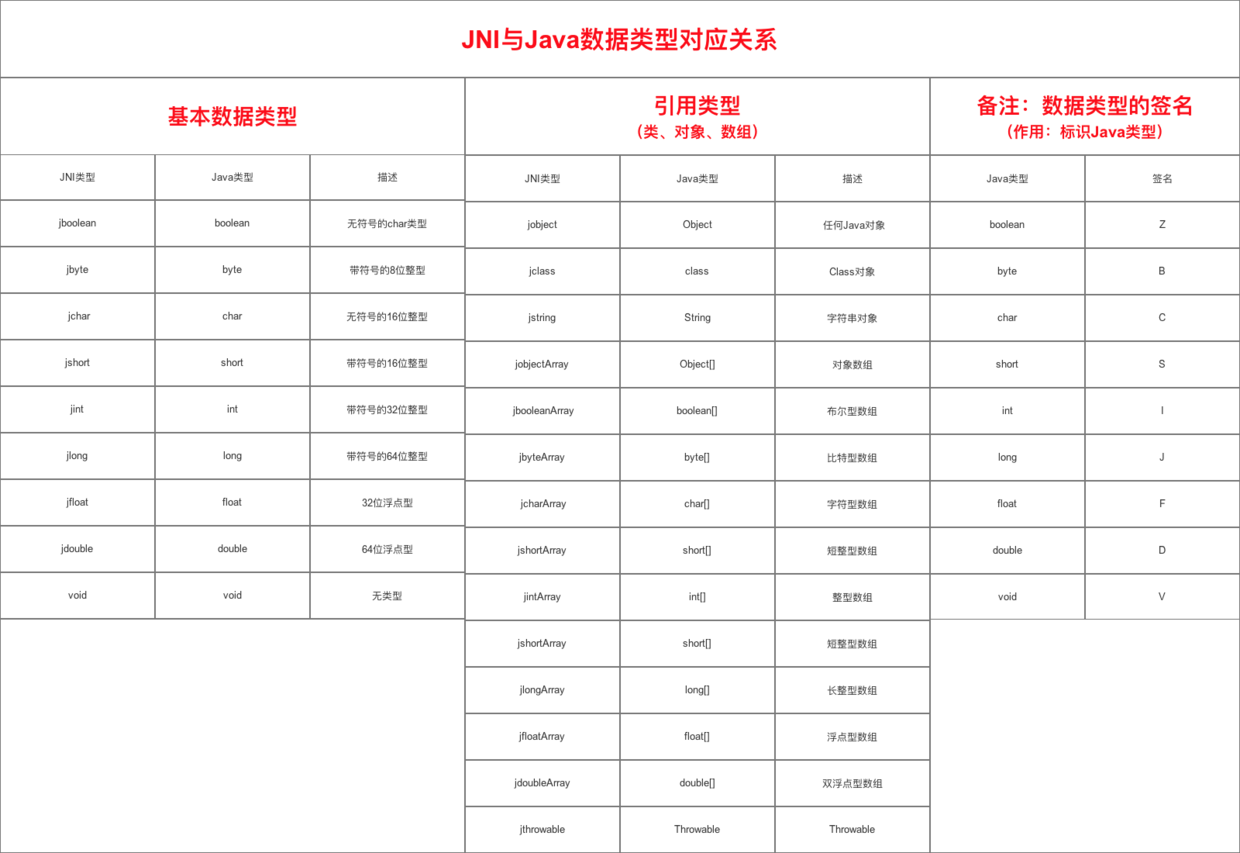 JNI与Java数据类型对应关系
基本数据类型
JNI类型 Java类型 描述
jboolean boolean 无符号的char类型
jbyte byte 带符号的8位整型
jchar char 无符号的16位整型
jshort short 带符号的16位整型
jint int 带符号的32位整型
jlong long 带符号的64位整型
jfloat float 32位浮点型
jdouble double 64位浮点型
void void 无类型
引用类型
（类、对象、数组）
JNI类型 Java类型 描述
jobject Object 任何Java对象
jclass class Class对象
jstring String 字符串对象
jobjectArray Object[] 对象数组
jbooleanArray boolean[] 布尔型数组
jbyteArray byte[] 比特型数组
jcharArray char[] 字符型数组
jshortArray short[] 短整型数组
jintArray int[] 整型数组
jshortArray short[] 短整型数组
jlongArray long[] 长整型数组
jfloatArray float[] 浮点型数组
jdoubleArray double[] 双浮点型数组
jthrowable Throwable Throwable
备注：数据类型的签名
（作用：标识Java类型）
Java类型 签名
boolean Z
byte B
char C
short S
int I
long J
float F
double D
void V